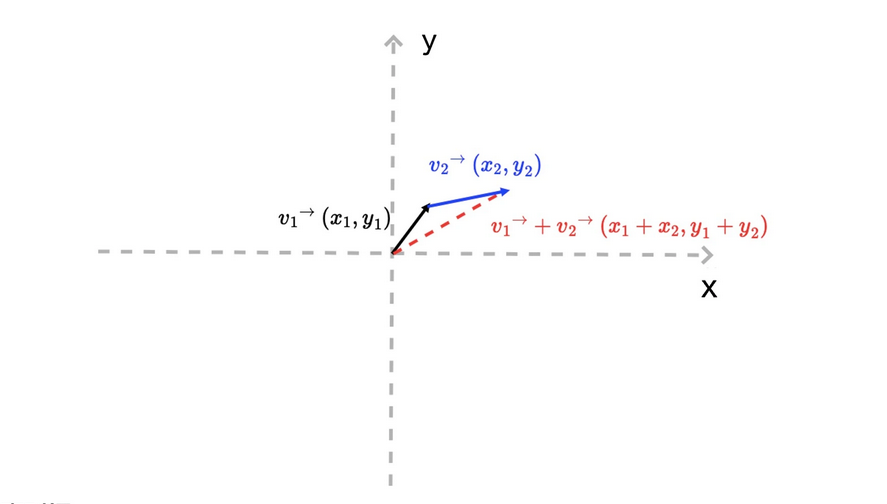 y
v₂→ (x₂, y₂)
v₁→ (x₁, y₁)
v₁→ + v₂→ (x₁ + x₂, y₁ + y₂)
x